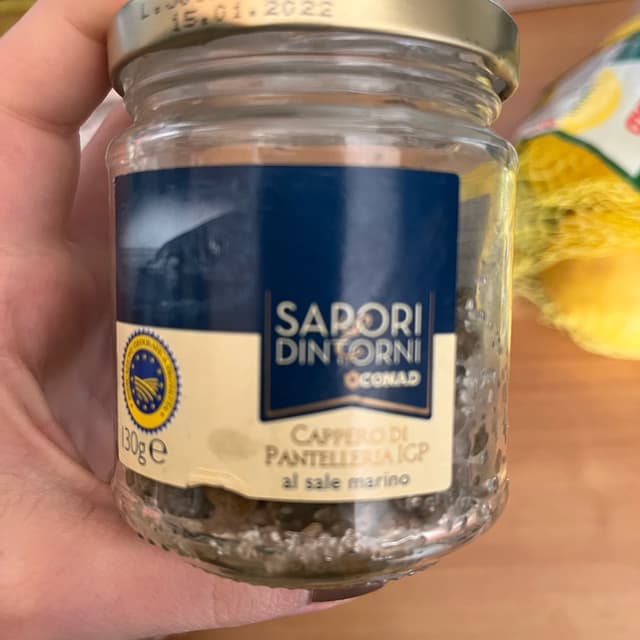 15.01.2022
SAPORI
DINTORNI
CONAD
130g e
CAPPERO DI
PANTELLERIA IGP
al sale marino